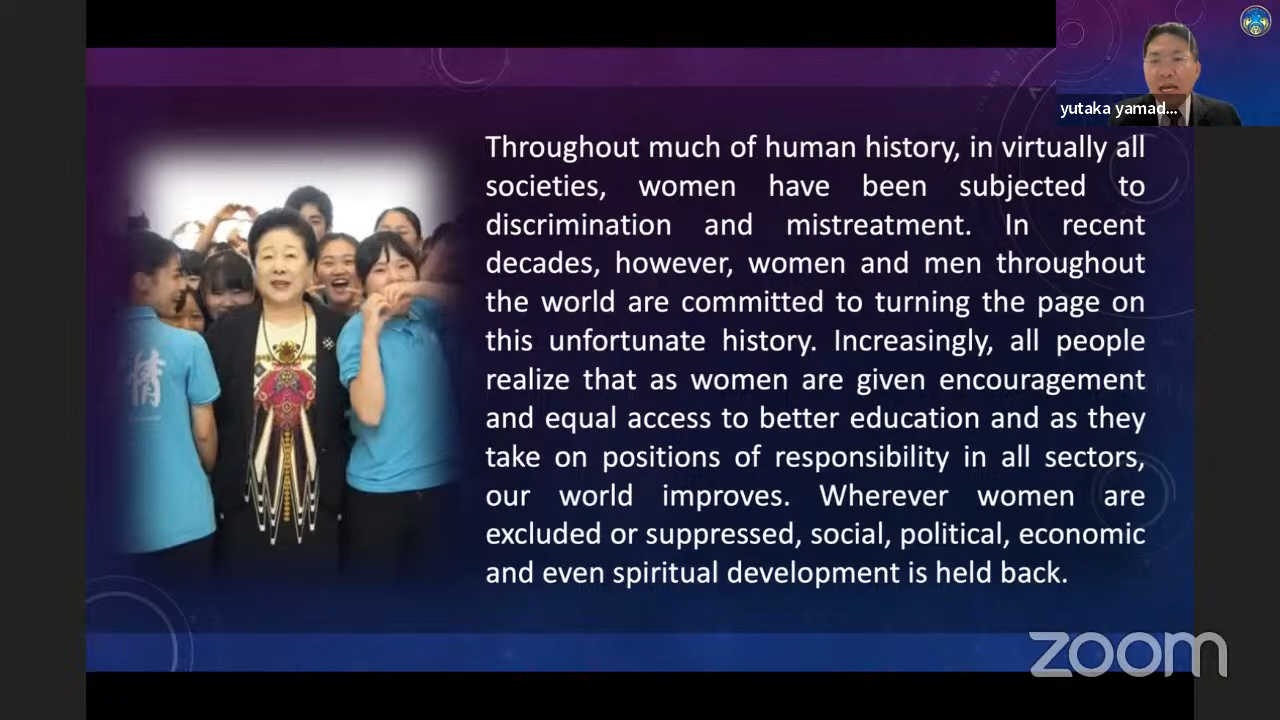 yutaka yamad...
Throughout much of human history, in virtually all
societies, women have been subjected to
discrimination and mistreatment. In recent
decades, however, women and men throughout
the world are committed to turning the page on
this unfortunate history. Increasingly, all people
realize that as women are given encouragement
and equal access to better education and as they
take on positions of responsibility in all sectors,
our world improves. Wherever women are
excluded or suppressed, social, political, economic
and even spiritual development is held back.
情
zoom